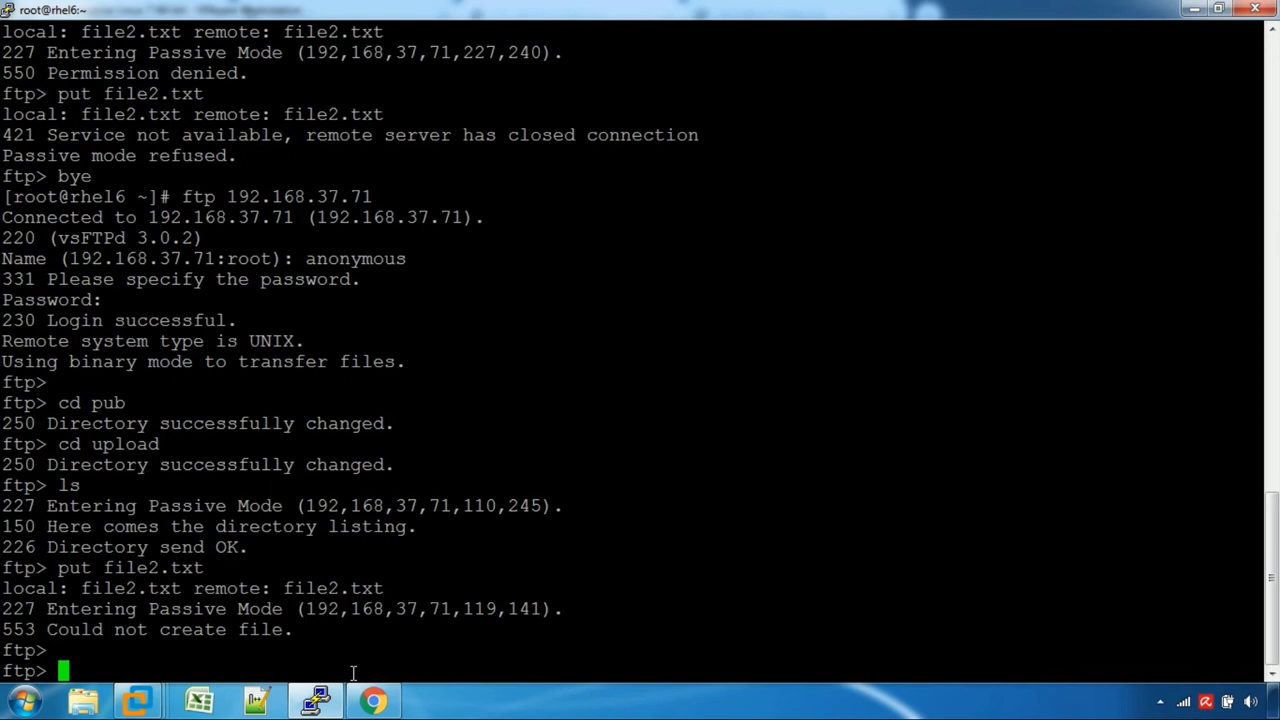 root@rhel6:~
local: file2.txt remote: file2.txt
227 Entering Passive Mode (192,168,37,71,227,240).
550 Permission denied.
ftp> put file2.txt
local: file2.txt remote: file2.txt
421 Service not available, remote server has closed connection
Passive mode refused.
ftp> bye
[root@rhel6 ~]# ftp 192.168.37.71
Connected to 192.168.37.71 (192.168.37.71).
220 (vsFTPd 3.0.2)
Name (192.168.37.71:root): anonymous
331 Please specify the password.
Password:
230 Login successful.
Remote system type is UNIX.
Using binary mode to transfer files.
ftp>
ftp> cd pub
250 Directory successfully changed.
ftp> cd upload
250 Directory successfully changed.
ftp> ls
227 Entering Passive Mode (192,168,37,71,110,245).
150 Here comes the directory listing.
226 Directory send OK.
ftp> put file2.txt
local: file2.txt remote: file2.txt
227 Entering Passive Mode (192,168,37,71,119,141).
553 Could not create file.
ftp>
ftp>